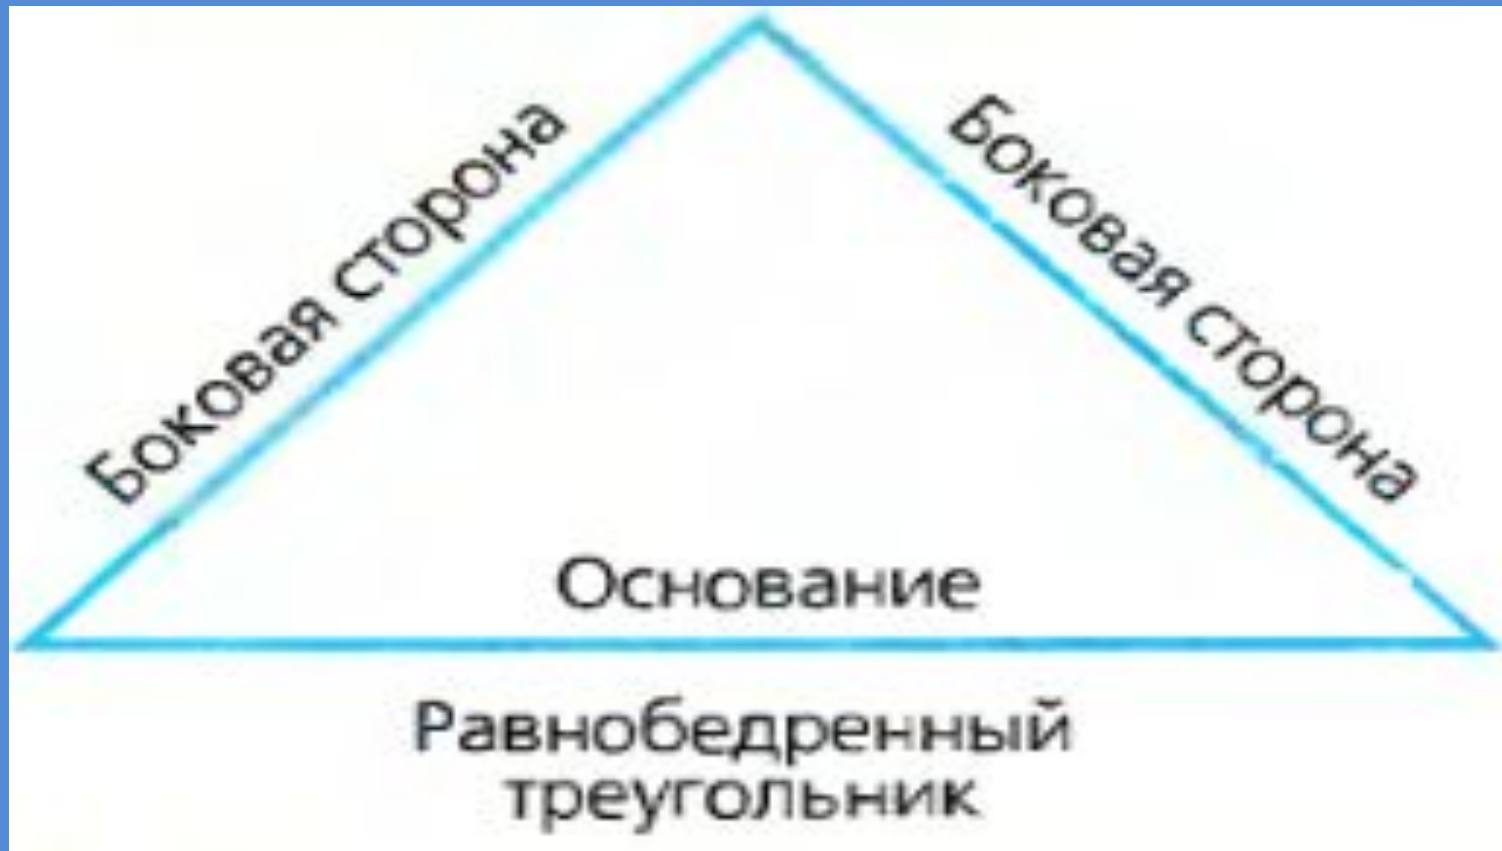 Боковая сторона
Боковая сторона
Основание
Равнобедренный
треугольник